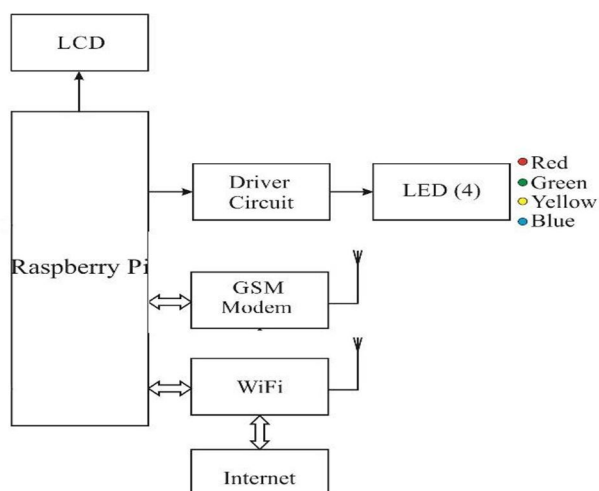 LCD
Raspberry Pi
Driver
Circuit
LED (4)
Red
Green
Yellow
Blue
GSM
Modem
WiFi
Internet